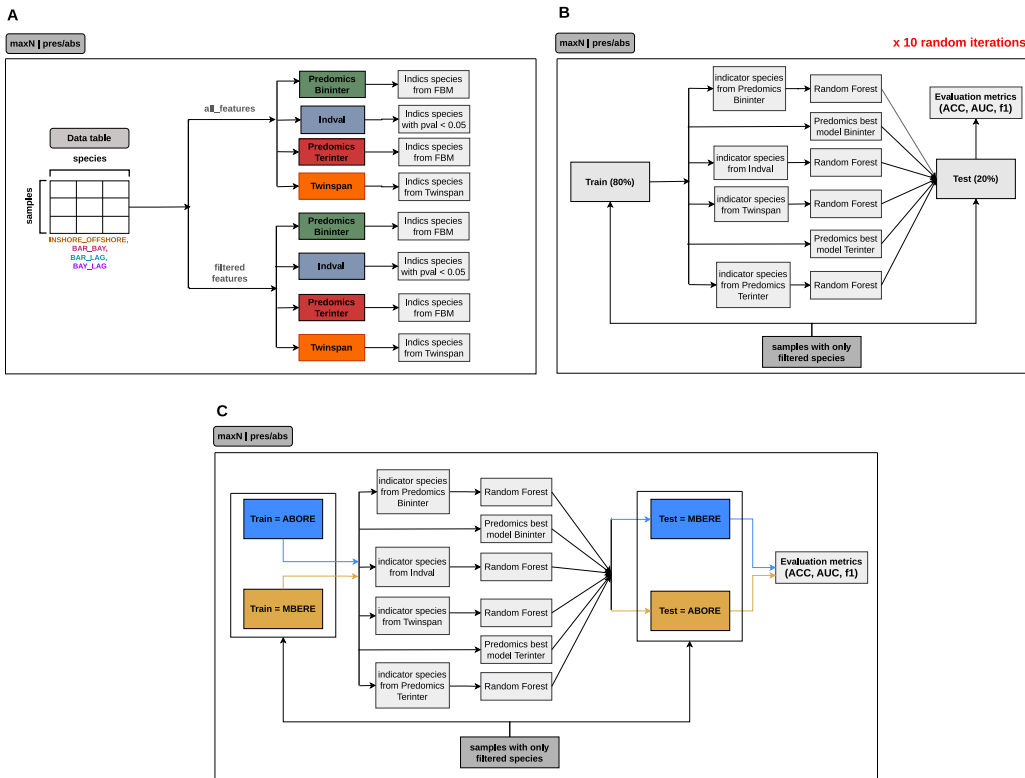 A
maxN | pres/abs
Data table
species
samples
INSHORE_OFFSHORE,
BAR_BAY,
BAR_LAG,
BAY_LAG
all_features
filtered
features
Predomics
Bininter
Indics species
from FBM
Indval
Indics species
with pval < 0.05
Predomics
Terinter
Indics species
from FBM
Twinspan
Indics species
from Twinspan
Predomics
Bininter
Indics species
from FBM
Indval
Indics species
with pval < 0.05
Predomics
Terinter
Indics species
from FBM
Twinspan
Indics species
from Twinspan
B
maxN | pres/abs
x 10 random iterations
Train (80%)
indicator species
from Predomics
Bininter
Random Forest
Predomics best
model Bininter
indicator species
from Indval
Random Forest
indicator species
from Twinspan
Random Forest
Predomics best
model Terinter
indicator species
from Predomics
Terinter
Random Forest
Evaluation metrics
(ACC, AUC, f1)
Test (20%)
samples with only
filtered species
C
maxN | pres/abs
Train = ABORE
Train = MBERE
indicator species
from Predomics
Bininter
Random Forest
Predomics best
model Bininter
indicator species
from Indval
Random Forest
indicator species
from Twinspan
Random Forest
Predomics best
model Terinter
indicator species
from Predomics
Terinter
Random Forest
Test = MBERE
Test = ABORE
Evaluation metrics
(ACC, AUC, f1)
samples with only
filtered species